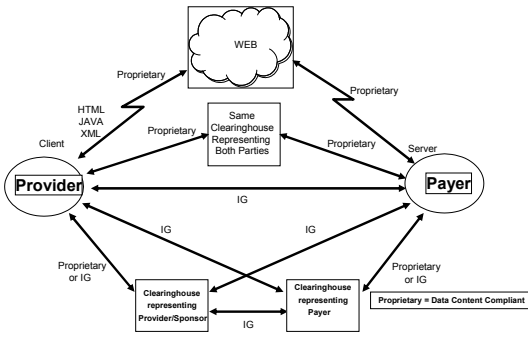 WEB
Proprietary
Proprietary
HTML
JAVA
XML
Same
Clearinghouse
Representing
Both Parties
Client
Proprietary
Proprietary
Server
Provider
Payer
IG
IG
IG
Proprietary
or IG
Proprietary
or IG
Clearinghouse
representing
Provider/Sponsor
Clearinghouse
representing
Payer
IG
Proprietary = Data Content Compliant